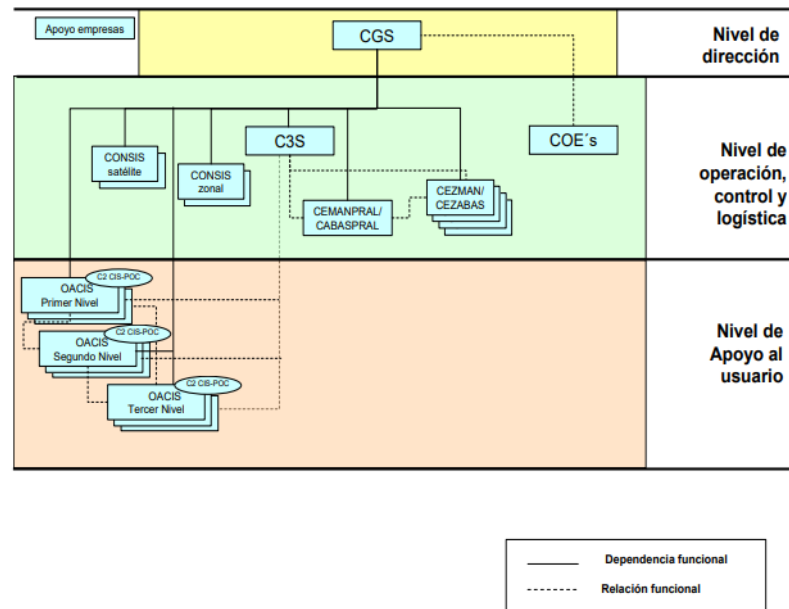 Apoyo empresas
CGS
Nivel de
dirección
C3S
COE´s
CONSIS
satélite
CONSIS
zonal
CEMANPRAL/
CABASPRAL
CEZMAN/
CEZABAS
Nivel de
operación,
control y
logística
C2 CIS-POC
OACIS
Primer Nivel
C2 CIS-POC
OACIS
Segundo Nivel
C2 CIS-POC
OACIS
Tercer Nivel
Nivel de
Apoyo al
usuario
Dependencia funcional
Relación funcional